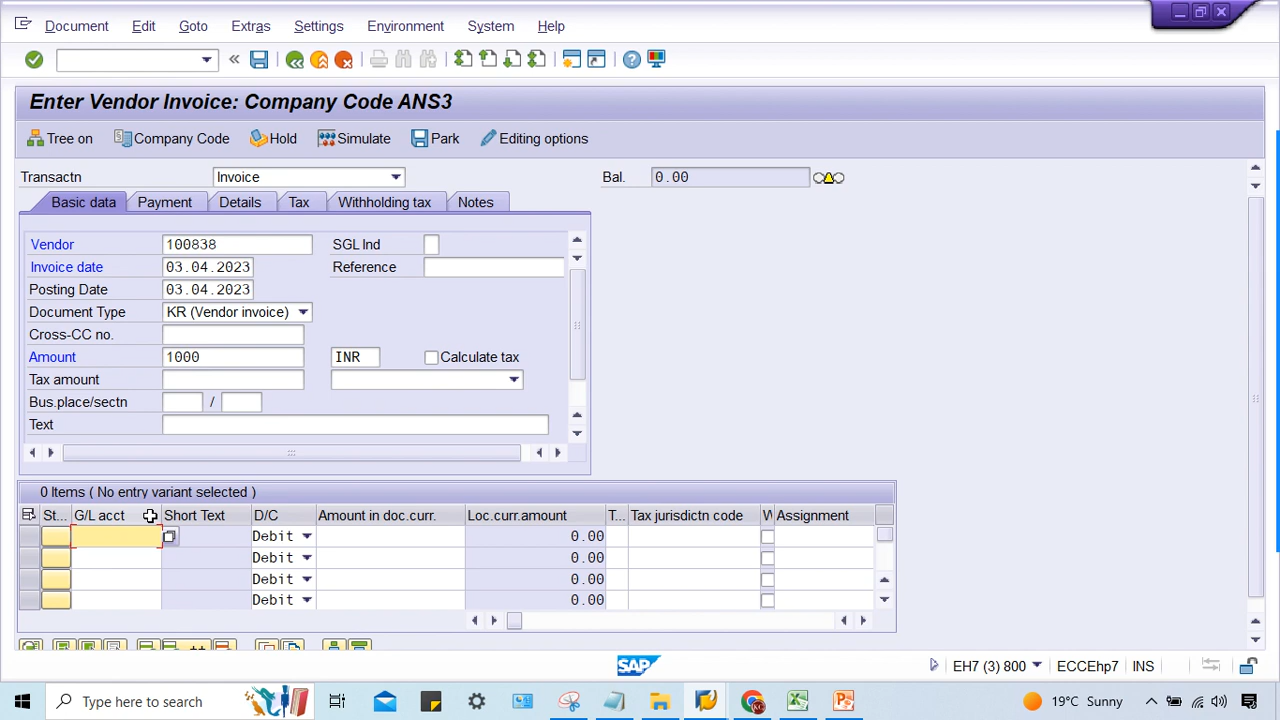 Document Edit Goto Extras Settings Environment System Help
Enter Vendor Invoice: Company Code ANS3
Tree on Company Code Hold Simulate Park Editing options
Transactn Invoice Bal. 0.00
Basic data Payment Details Tax Withholding tax Notes
Vendor 100838 SGL Ind
Invoice date 03.04.2023 Reference
Posting Date 03.04.2023
Document Type KR (Vendor invoice)
Cross-CC no.
Amount 1000 INR Calculate tax
Tax amount
Bus.place/sectn /
Text
0 Items ( No entry variant selected )
St... G/L acct Short Text D/C Amount in doc.curr. Loc.curr.amount T... Tax jurisdictn code W Assignment
Debit 0.00
Debit 0.00
Debit 0.00
Debit 0.00
SAP EH7 (3) 800 ECCEhp7 INS
Type here to search 19°C Sunny